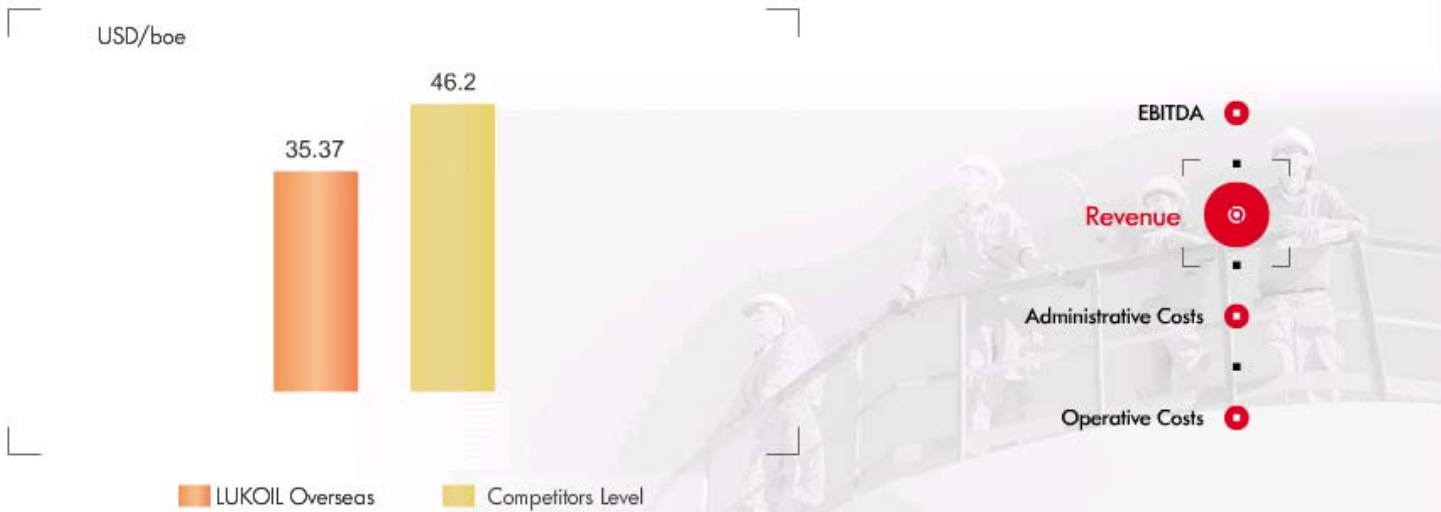 USD/boe
46.2
35.37
LUKOIL Overseas
Competitors Level
EBITDA
Revenue
Administrative Costs
Operative Costs